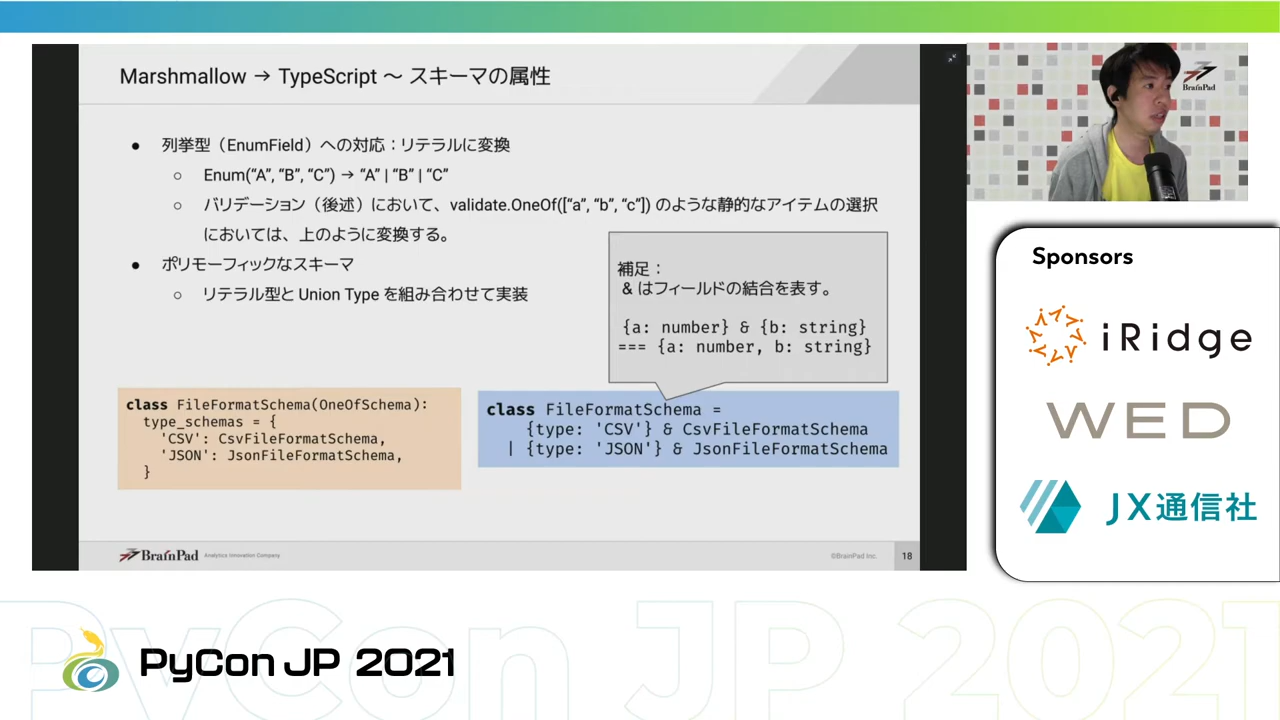 Marshmallow → TypeScript ～ スキーマの属性
● 列挙型（EnumField）への対応：リテラルに変換
○ Enum(“A”, “B”, “C”) → “A” | “B” | “C”
○ バリデーション（後述）において、validate.OneOf([“a”, “b”, “c”]) のような静的なアイテムの選択
においては、上のように変換する。
● ポリモーフィックなスキーマ
○ リテラル型と Union Type を組み合わせて実装
補足：
& はフィールドの結合を表す。
{a: number} & {b: string}
=== {a: number, b: string}
class FileFormatSchema(OneOfSchema):
type_schemas = {
'CSV': CsvFileFormatSchema,
'JSON': JsonFileFormatSchema,
}
class FileFormatSchema =
{type: 'CSV'} & CsvFileFormatSchema
| {type: 'JSON'} & JsonFileFormatSchema
BrainPad Analytics Innovation Company
©BrainPad Inc.
18
BrainPad
Sponsors
iRidge
WED
JX通信社
PyCon JP 2021
PyCon JP 2021